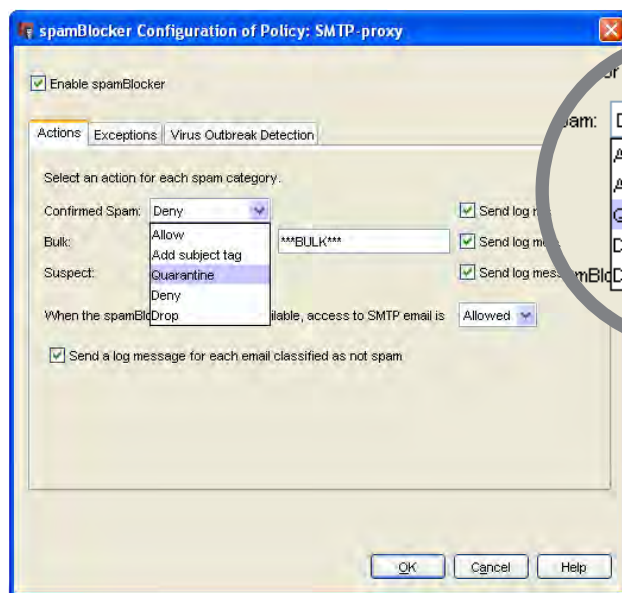 spamBlocker Configuration of Policy: SMTP-proxy
Enable spamBlocker
Actions Exceptions Virus Outbreak Detection
Select an action for each spam category.
Confirmed Spam: Deny Send log
Allow
Add subject tag
Quarantine
Deny
Drop
Bulk: ***BULK*** Send log
Suspect: Send log mess
When the spamBl ilable, access to SMTP email is Allowed
Send a log message for each email classified as not spam
OK Cancel Help
am: D
A
A
Q
D
D